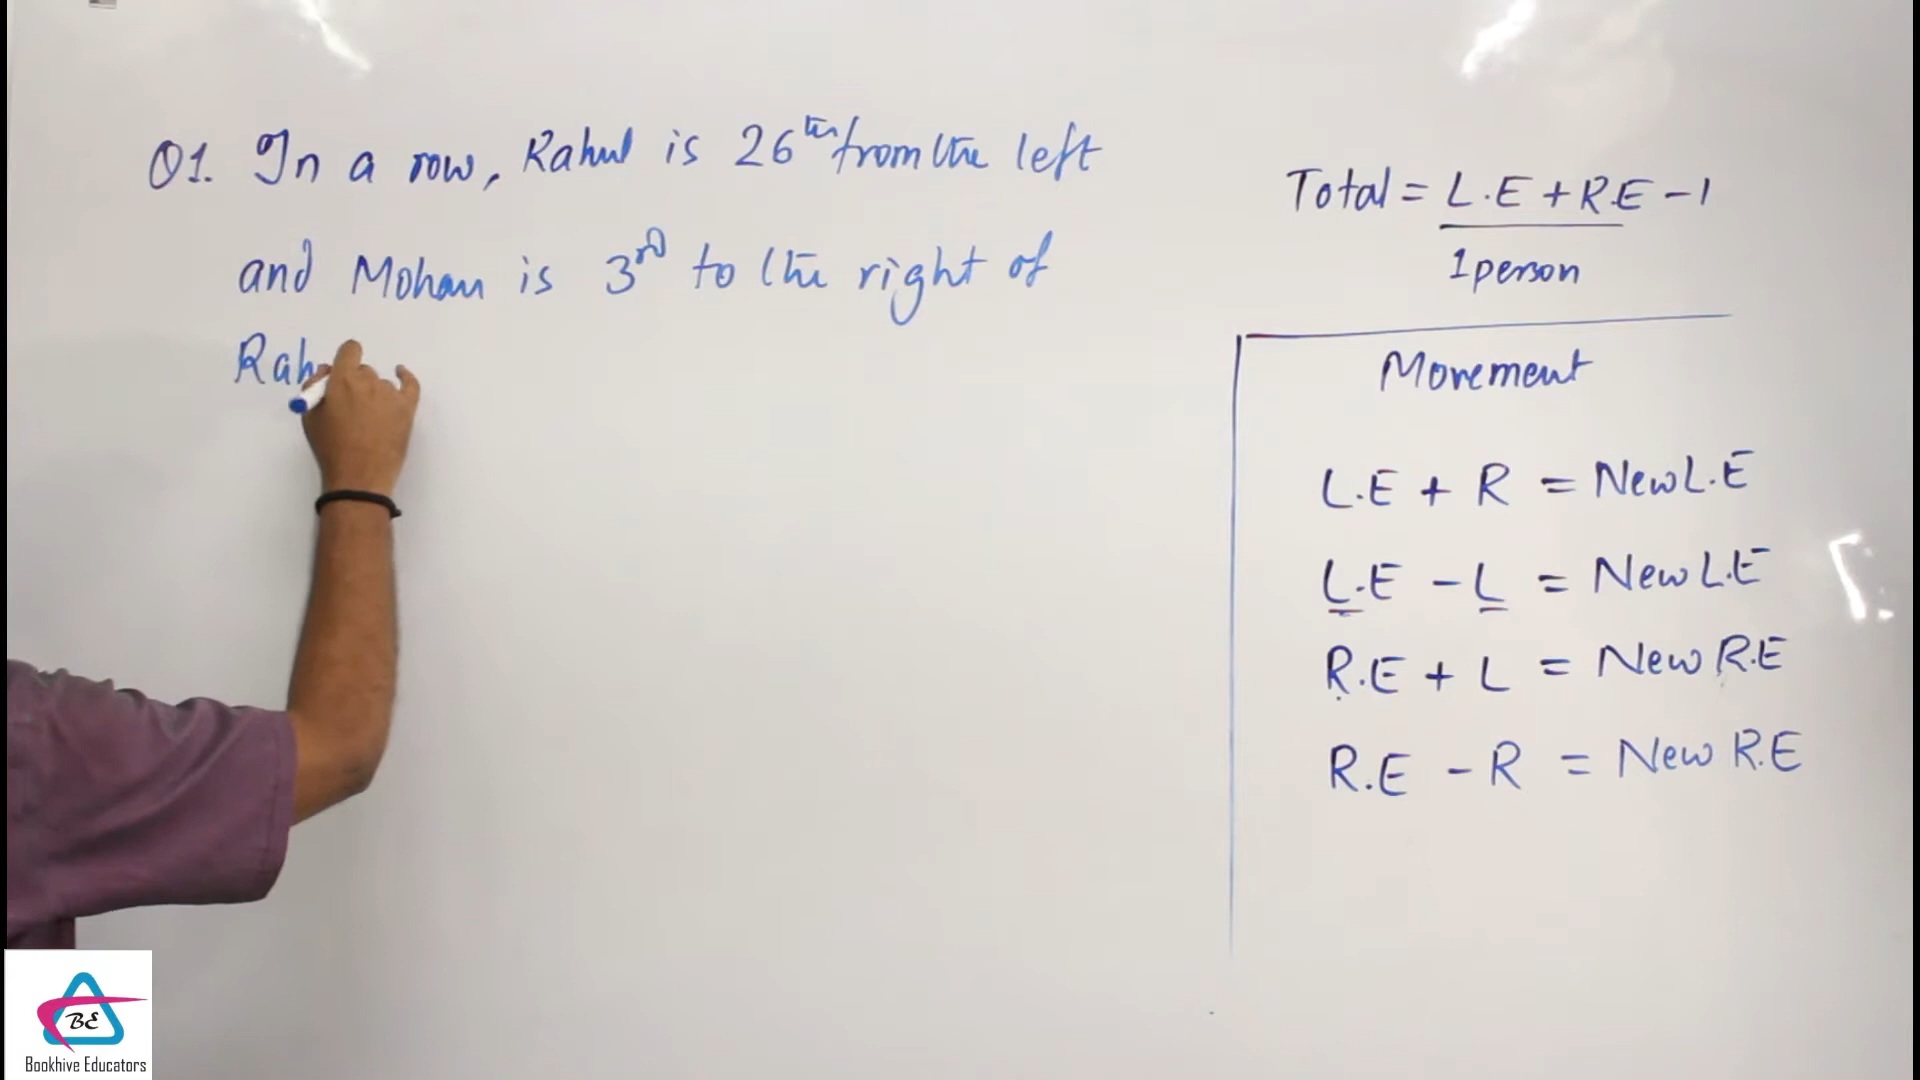 Q1. In a row, Rahul is 26th from the left
and Mohan is 3rd to the right of
Rah
Total = L.E + R.E - 1
1 person
Movement
L.E + R = New L.E
L.E - L = New L.E
R.E + L = New R.E
R.E - R = New R.E
BE
Bookhive Educators